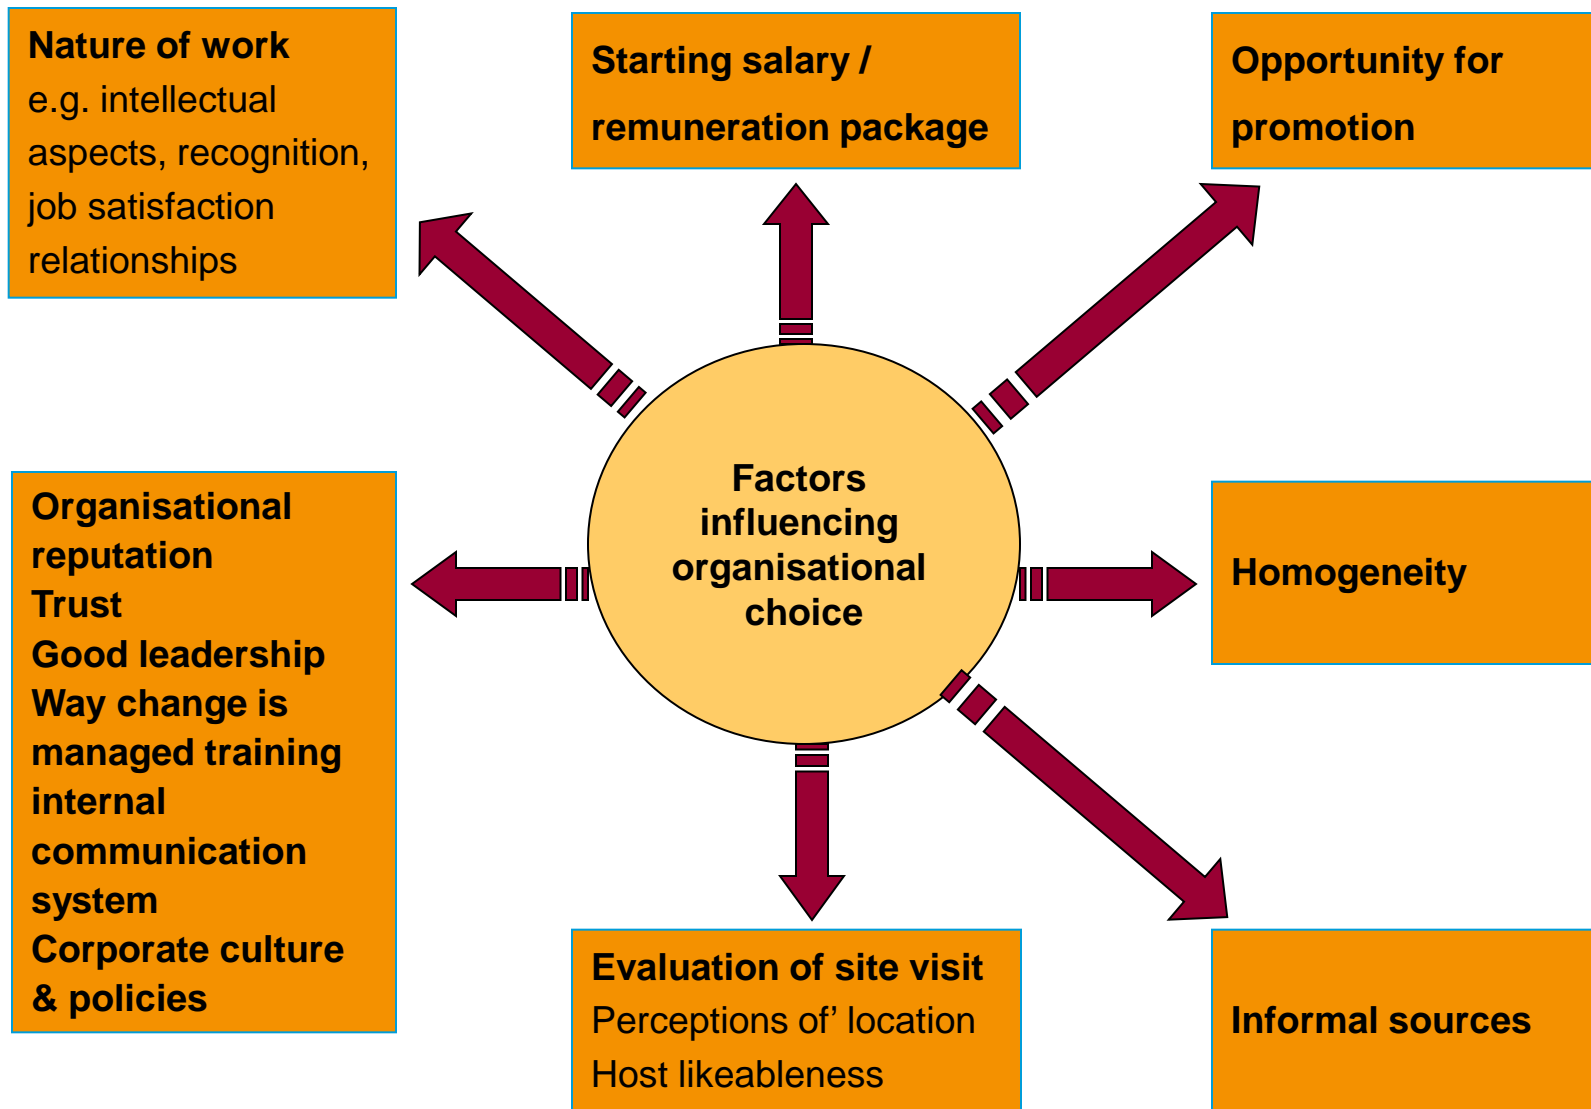 Nature of work
e.g. intellectual
aspects, recognition,
job satisfaction
relationships
Starting salary /
remuneration package
Opportunity for
promotion
Organisational
reputation
Trust
Good leadership
Way change is
managed training
internal
communication
system
Corporate culture
& policies
Factors
influencing
organisational
choice
Homogeneity
Evaluation of site visit
Perceptions of’ location
Host likeableness
Informal sources